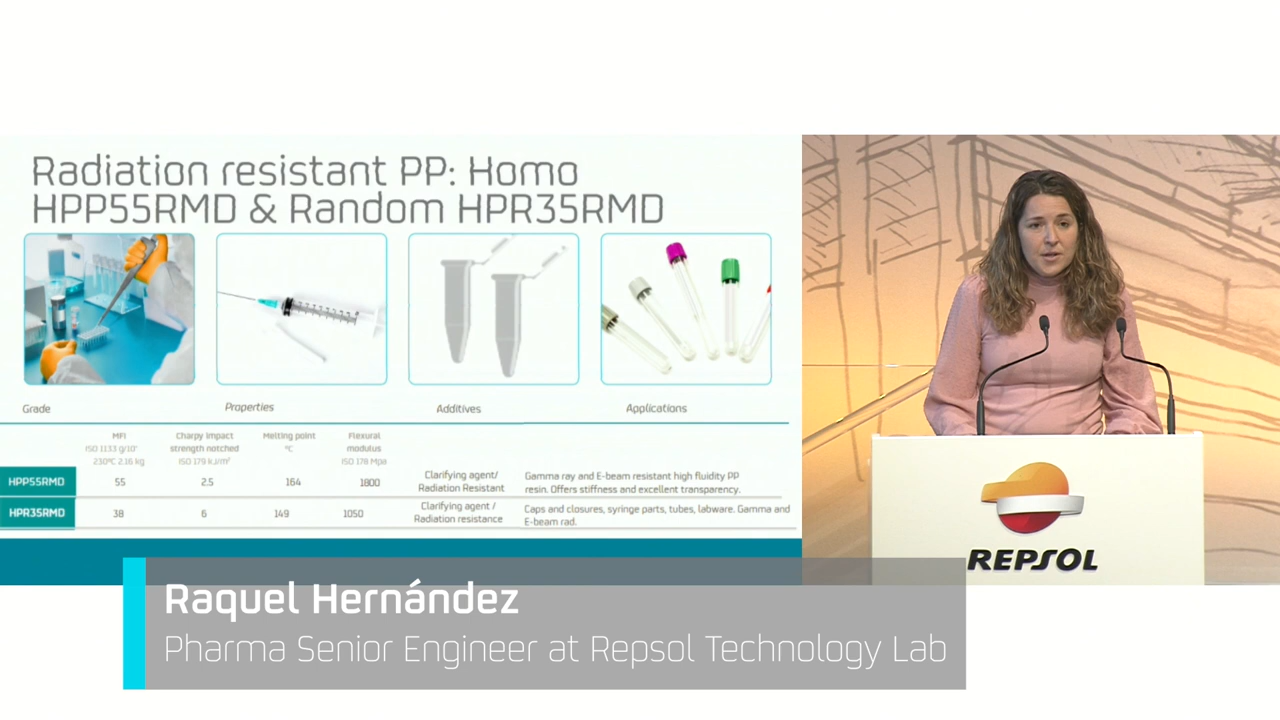 Radiation resistant PP: Homo
HPP55RMD & Random HPR35RMD
Grade Properties Additives Applications
MFI Charpy impact Melting point Flexural
ISO 1133 g/10' strength notched ºC modulus
230ºC 2.16 kg ISO 179 kJ/m² ISO 178 Mpa
HPP55RMD 55 2.5 164 1800 Clarifying agent/ Gamma ray and E-beam resistant high fluidity PP
Radiation Resistant resin. Offers stiffness and excellent transparency.
HPR35RMD 38 6 149 1050 Clarifying agent / Caps and closures, syringe parts, tubes, labware. Gamma and
Radiation resistance E-beam rad.
REPSOL
Raquel Hernández
Pharma Senior Engineer at Repsol Technology Lab